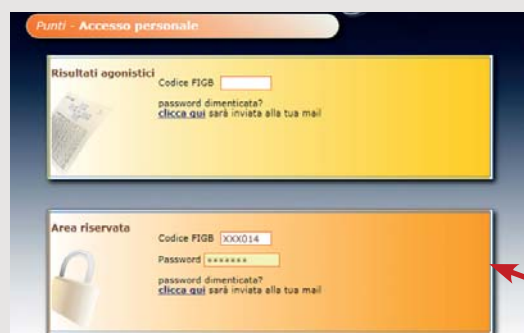 Punti - Accesso personale
Risultati agonistici
Codice FIGB
password dimenticata?
clicca qui sarà inviata alla tua mail
Area riservata
Codice FIGB XXX014
Password *******
password dimenticata?
clicca qui sarà inviata alla tua mail